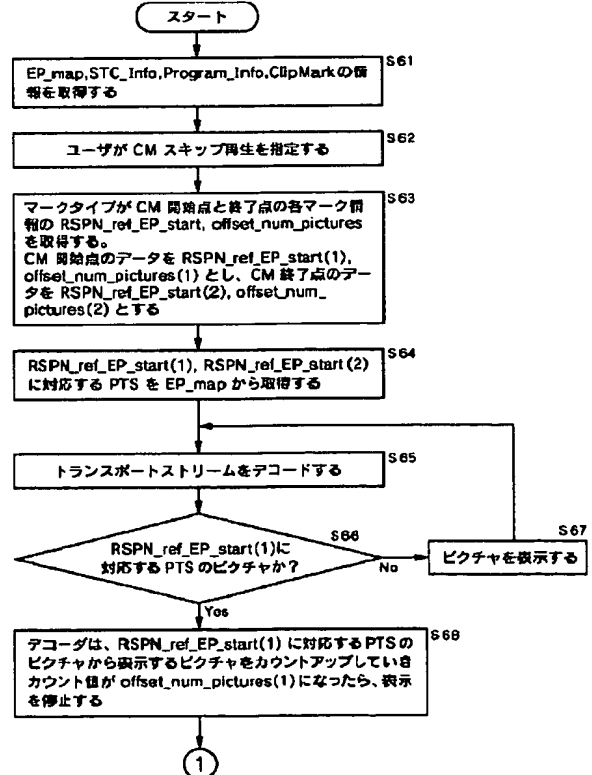 スタート
S61
EP_map,STC_Info,Program_Info,ClipMarkの情
報を取得する
S62
ユーザが CM スキップ再生を指定する
S63
マークタイプが CM 開始点と終了点の各マーク情
報の RSPN_ref_EP_start, offset_num_pictures
を取得する。
CM 開始点のデータを RSPN_ref_EP_start(1),
offset_num_pictures(1) とし、CM 終了点のデー
タを RSPN_ref_EP_start(2), offset_num_
pictures(2) とする
S64
RSPN_ref_EP_start(1), RSPN_ref_EP_start(2)
に対応する PTS を EP_map から取得する
S65
トランスポートストリームをデコードする
S66
RSPN_ref_EP_start(1)に
対応する PTS のピクチャか?
No
S67
ピクチャを表示する
Yes
S68
デコーダは、RSPN_ref_EP_start(1) に対応するPTSの
ピクチャから表示するピクチャをカウントアップしていき
カウント値が offset_num_pictures(1)になったら、表示
を停止する
1